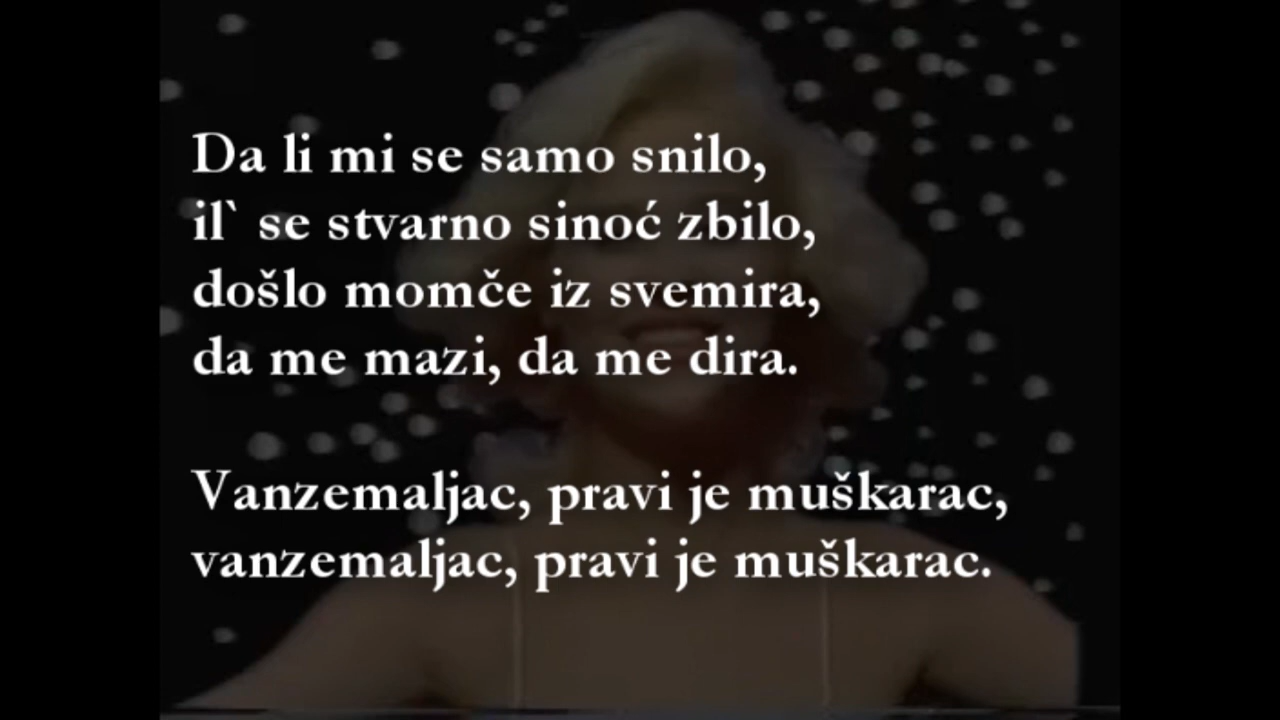 Da li mi se samo snilo,
il` se stvarno sinoć zbilo,
došlo momče iz svemira,
da me mazi, da me dira.
Vanzemaljac, pravi je muškarac,
vanzemaljac, pravi je muškarac.